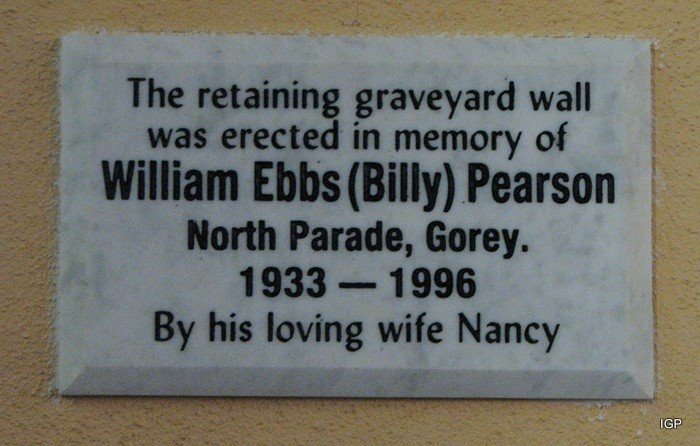 The retaining graveyard wall
was erected in memory of
William Ebbs (Billy) Pearson
North Parade, Gorey.
1933 — 1996
By his loving wife Nancy
IGP